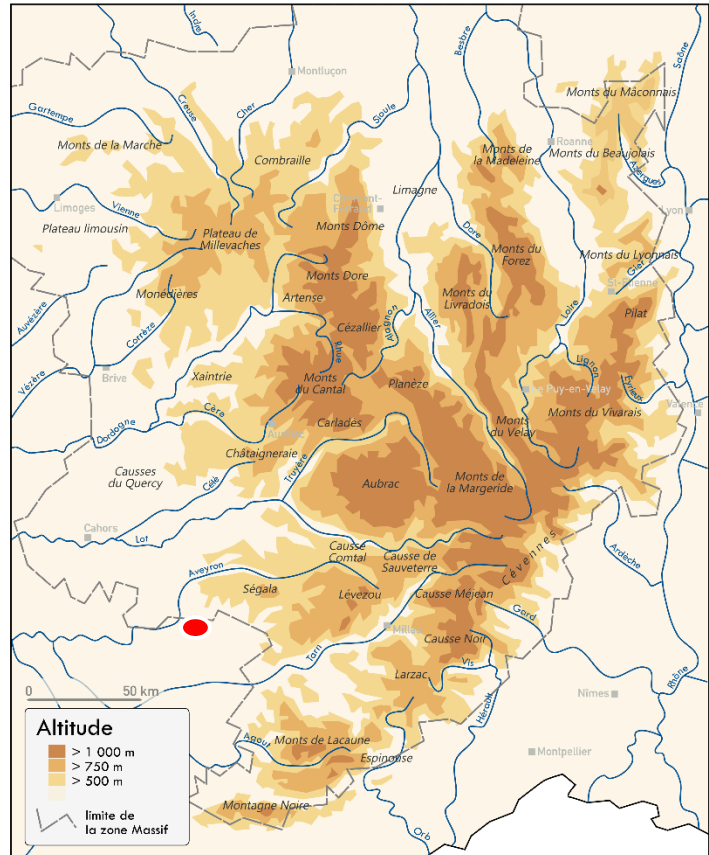 Indre
Besbre
Saône
Montluçon
Monts du Mâconnais
Gartempe
Creuse
Cher
Sioule
Monts de la Marche
Combraille
Monts de
la Madeleine
Roanne
Monts du Beaujolais
Azergues
Limoges
Vienne
Plateau limousin
Plateau de
Millevaches
Clermont-
Ferrand
Monts Dôme
Limagne
Dore
Monts du
Forez
Loire
Lyon
Monts du Lyonnais
Gier
St-Étienne
Monédières
Monts Dore
Artense
Cézallier
Alagnon
Allier
Monts du
Livradois
Pilat
Auvézère
Corrèze
Vézère
Brive
Xaintrie
Rhue
Monts
du Cantal
Planèze
Lignon
Le Puy-en-Velay
Eyrieux
Monts du Vivarais
Valence
Dordogne
Cère
Aurillac
Carladès
Monts
du Velay
Châtaigneraie
Truyère
Causses
du Quercy
Célé
Aubrac
Monts de
la Margeride
Cahors
Lot
Ardèche
Cévennes
Causse
Comtal
Causse de
Sauveterre
Aveyron
Ségala
Lévezou
Causse Méjean
Gard
Millau
Causse Noir
Tarn
Larzac
Vis
Hérault
Rhône
Nîmes
0 50 km
Altitude
> 1 000 m
> 750 m
> 500 m
limite de
la zone Massif
Agout
Monts de Lacaune
Espinouse
Montpellier
Montagne Noire
Orb